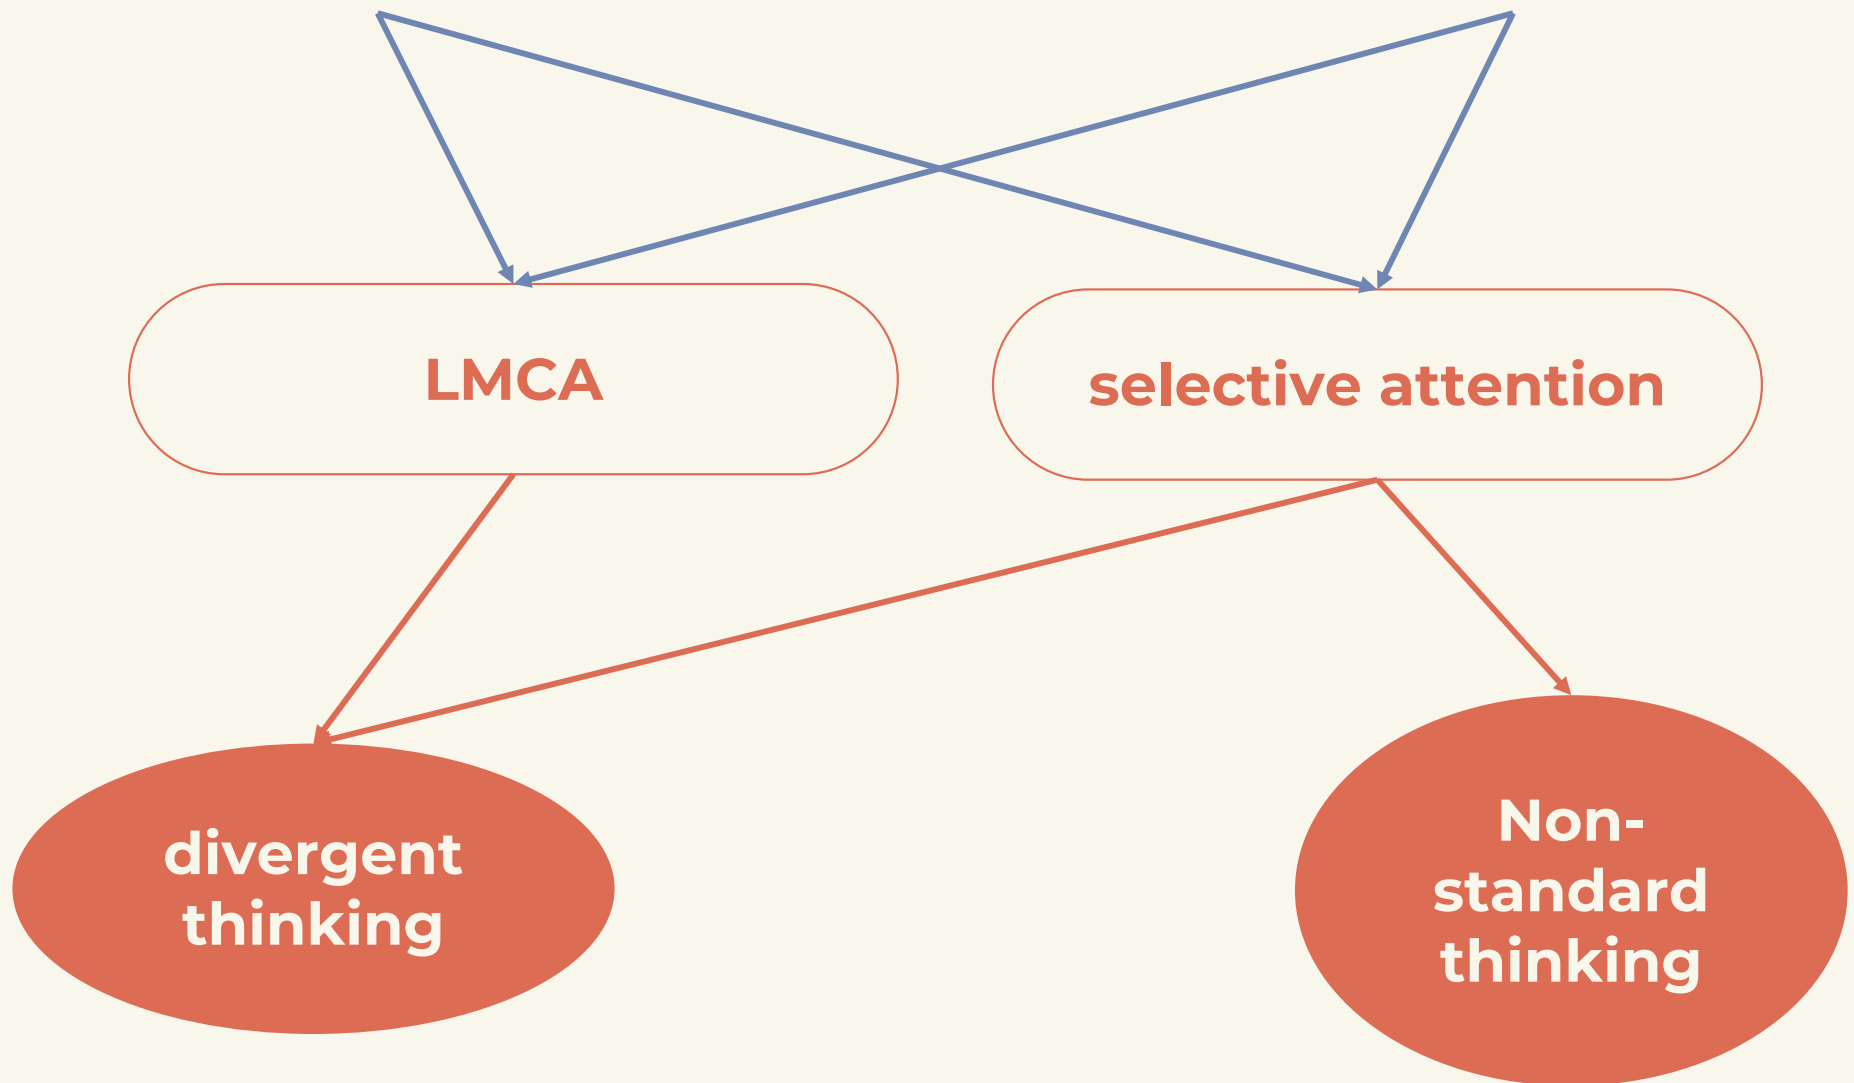 LMCA
selective attention
divergent
thinking
Non-
standard
thinking